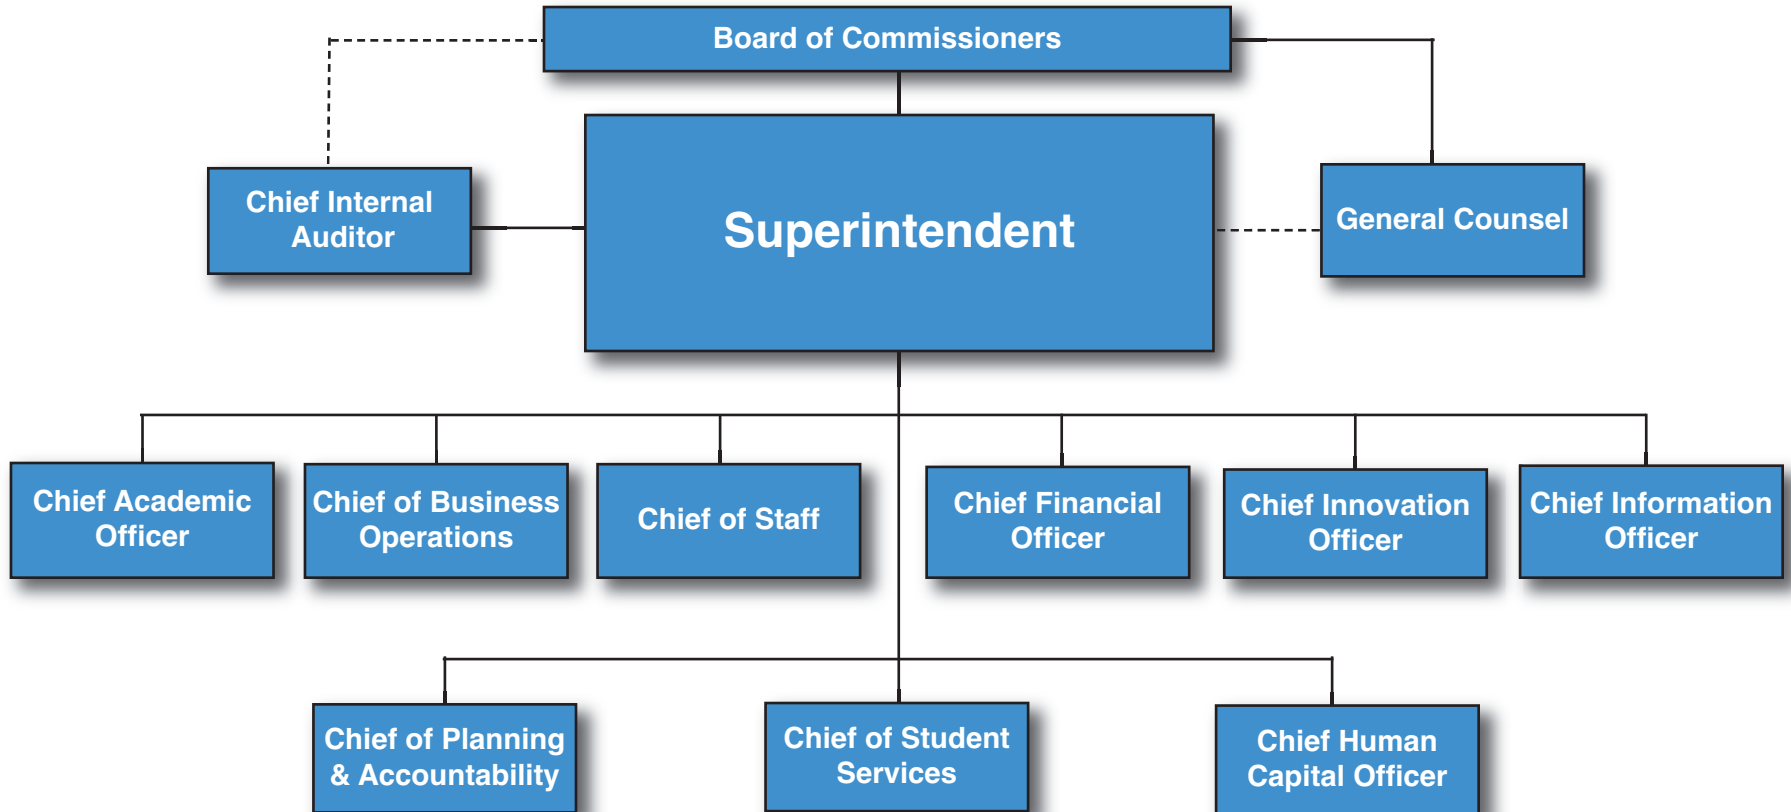 Board of Commissioners
Chief Internal
Auditor
Superintendent
General Counsel
Chief Academic
Officer
Chief of Business
Operations
Chief of Staff
Chief Financial
Officer
Chief Innovation
Officer
Chief Information
Officer
Chief of Planning
& Accountability
Chief of Student
Services
Chief Human
Capital Officer